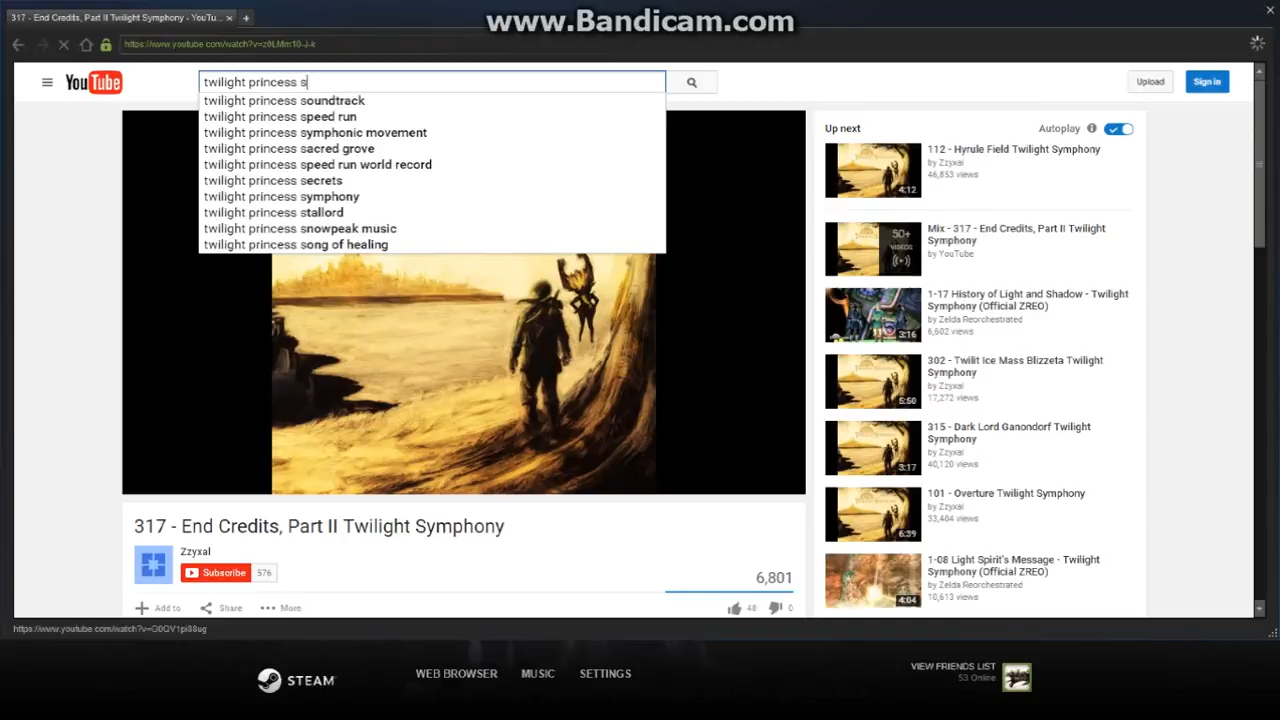 www.Bandicam.com
317 - End Credits, Part II Twilight Symphony - YouTu...
https://www.youtube.com/watch?v=z9LMm10-J-k
YouTube
twilight princess s
Upload
Sign in
twilight princess soundtrack
twilight princess speed run
twilight princess symphonic movement
twilight princess sacred grove
twilight princess speed run world record
twilight princess secrets
twilight princess symphony
twilight princess stallord
twilight princess snowpeak music
twilight princess song of healing
317 - End Credits, Part II Twilight Symphony
Zzyxal
Subscribe 576
6,801
Add to
Share
More
48
0
Up next
Autoplay
112 - Hyrule Field Twilight Symphony
by Zzyxal
46,853 views
4:12
Mix - 317 - End Credits, Part II Twilight
Symphony
by YouTube
50+
VIDEOS
1-17 History of Light and Shadow - Twilight
Symphony (Official ZREO)
by Zelda Reorchestrated
6,602 views
3:16
302 - Twilit Ice Mass Blizzeta Twilight
Symphony
by Zzyxal
17,272 views
5:50
315 - Dark Lord Ganondorf Twilight
Symphony
by Zzyxal
40,120 views
3:17
101 - Overture Twilight Symphony
by Zzyxal
33,404 views
6:39
1-08 Light Spirit's Message - Twilight
Symphony (Official ZREO)
by Zelda Reorchestrated
10,613 views
4:04
https://www.youtube.com/watch?v=G0QV1pi88ug
STEAM
WEB BROWSER
MUSIC
SETTINGS
VIEW FRIENDS LIST
53 Online